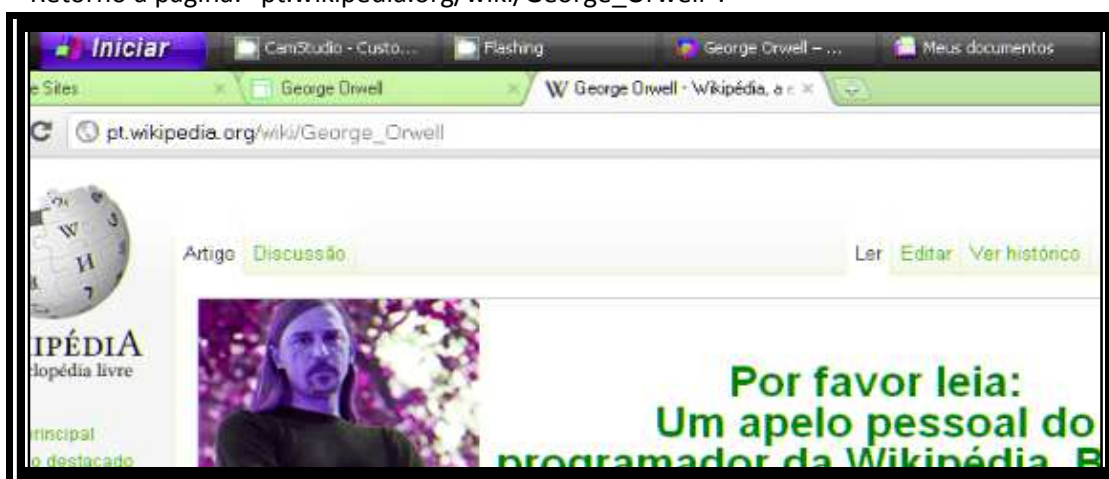 Retorno à página: "pt.wikipedia.org/wiki/George_Orwell".
Iniciar CamStudio - Custo... Flashing George Orwell – ... Meus documentos
e Sites George Orwell George Orwell - Wikipédia, a e
pt.wikipedia.org/wiki/George_Orwell
Artigo Discussão Ler Editar Ver histórico
IPÉDIA
clopédia livre
Por favor leia:
Um apelo pessoal do
programador da Wikipédia, B
principal
o destacado